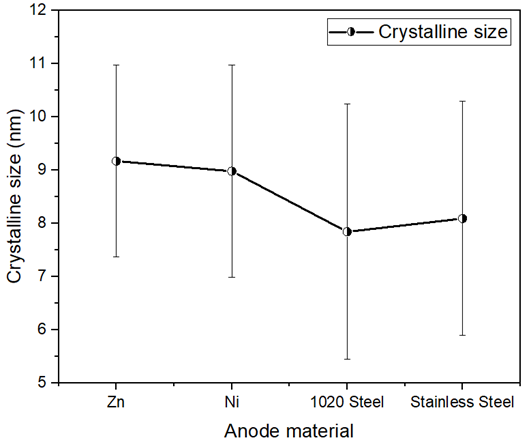 Crystalline size
12
11
10
9
8
7
6
5
Crystalline size (nm)
Zn Ni 1020 Steel Stainless Steel
Anode material